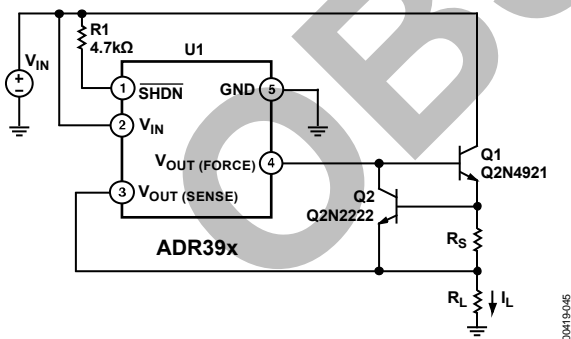 R1
4.7kΩ
U1
VIN
1
SHDN
GND
5
2
VIN
VOUT (FORCE)
4
Q1
Q2N4921
3
VOUT (SENSE)
Q2
Q2N2222
RS
ADR39x
RL
IL
00419-045
OBS